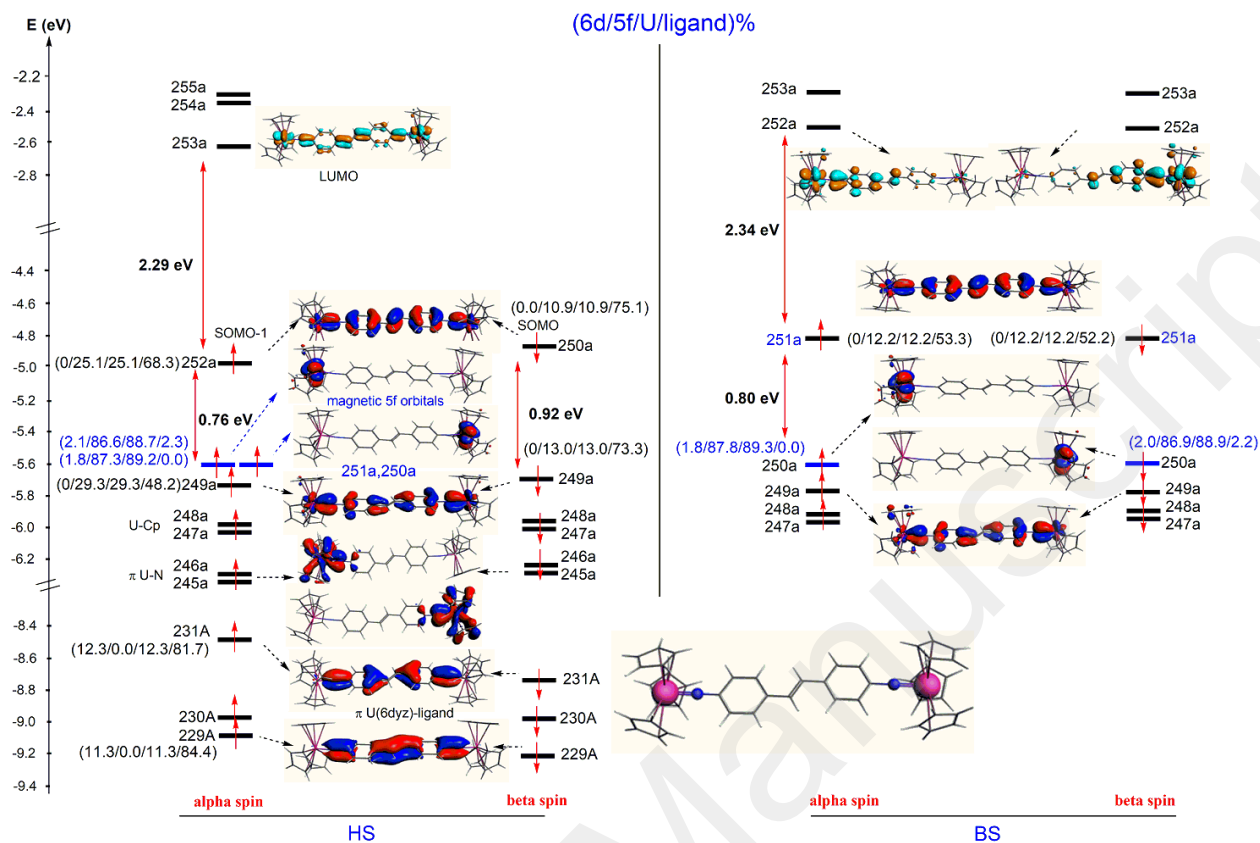 E (eV)
(6d/5f/U/ligand)%
-2.2
-2.4
-2.6
-2.8
-4.4
-4.6
-4.8
-5.0
-5.2
-5.4
-5.6
-5.8
-6.0
-6.2
-8.4
-8.6
-8.7
-9.0
-9.2
-9.4
255a
254a
253a
LUMO
2.29 eV
SOMO-1
(0/25.1/25.1/68.3) 252a
0.76 eV
(2.1/86.6/88.7/2.3)
(1.8/87.3/89.2/0.0)
magnetic 5f orbitals
251a,250a
(0/29.3/29.3/48.2) 249a
U-Cp
248a
247a
π U-N
246a
245a
231A
(12.3/0.0/12.3/81.7)
π U(6dyz)-ligand
230A
229A
(11.3/0.0/11.3/84.4)
(0.0/10.9/10.9/75.1)
SOMO
250a
0.92 eV
(0/13.0/13.0/73.3)
249a
248a
247a
246a
245a
231A
230A
229A
alpha spin
beta spin
HS
253a
252a
253a
252a
2.34 eV
251a
(0/12.2/12.2/53.3)
(0/12.2/12.2/52.2)
251a
0.80 eV
(1.8/87.8/89.3/0.0)
(2.0/86.9/88.9/2.2)
250a
249a
248a
247a
250a
249a
248a
247a
alpha spin
beta spin
BS
Manuscript